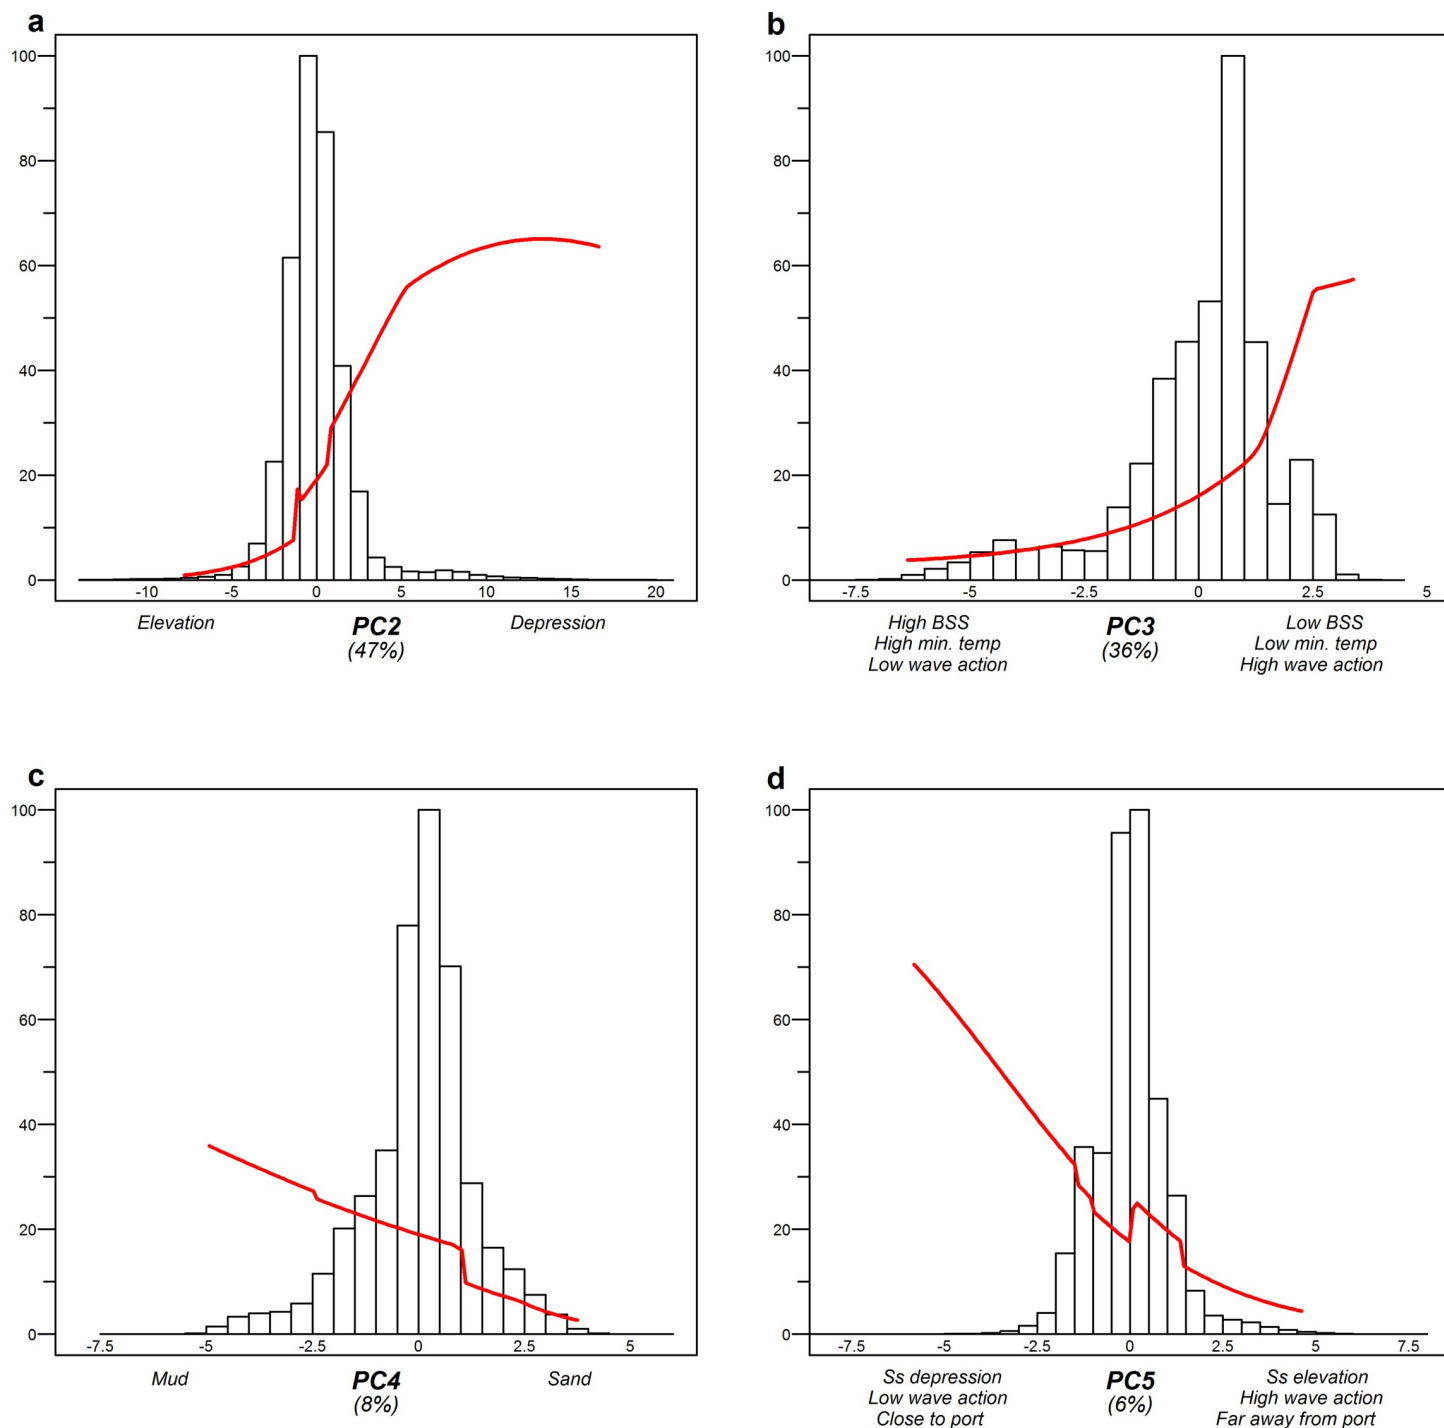 a
100
80
60
40
20
0
-10 -5 0 5 10 15 20
Elevation PC2 Depression
(47%)
b
100
80
60
40
20
0
-7.5 -5 -2.5 0 2.5 5
High BSS PC3 Low BSS
High min. temp (36%) Low min. temp
Low wave action High wave action
c
100
80
60
40
20
0
-7.5 -5 -2.5 0 2.5 5
Mud PC4 Sand
(8%)
d
100
80
60
40
20
0
-5 -2.5 0 2.5 5 7.5
Ss depression PC5 Ss elevation
Low wave action (6%) High wave action
Close to port Far away from port